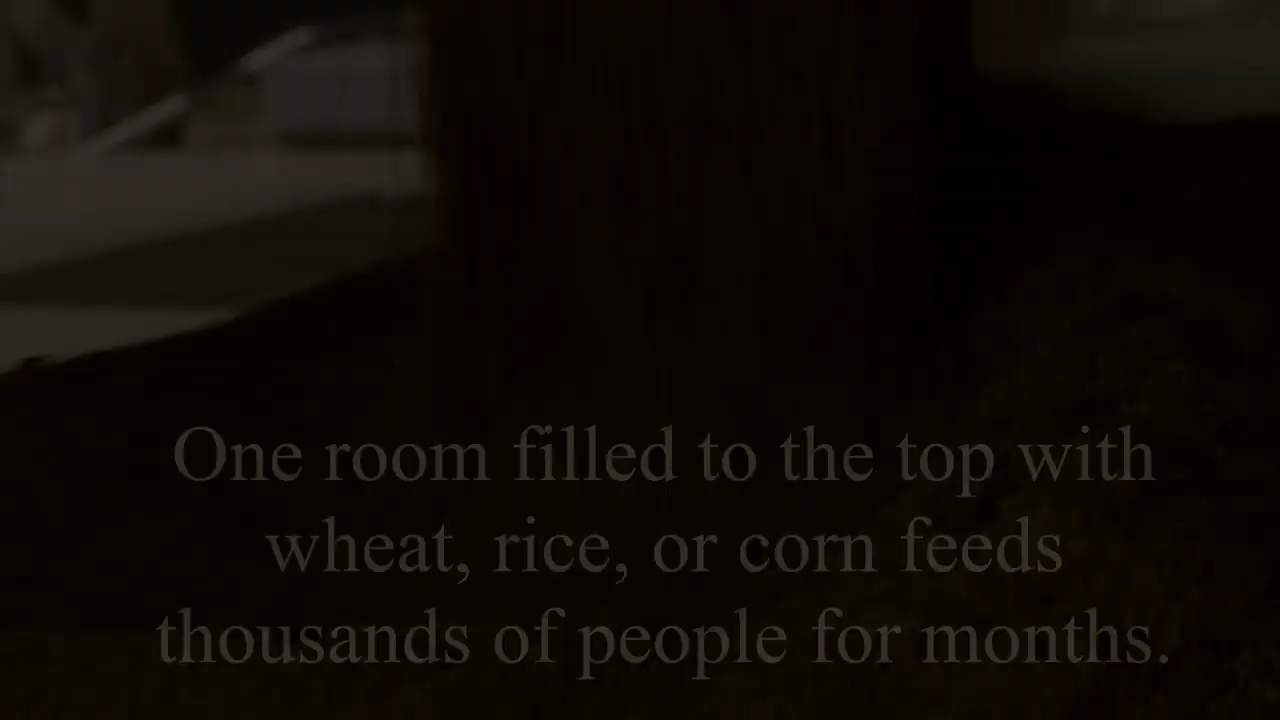 One room filled to the top with
wheat, rice, or corn feeds
thousands of people for months.